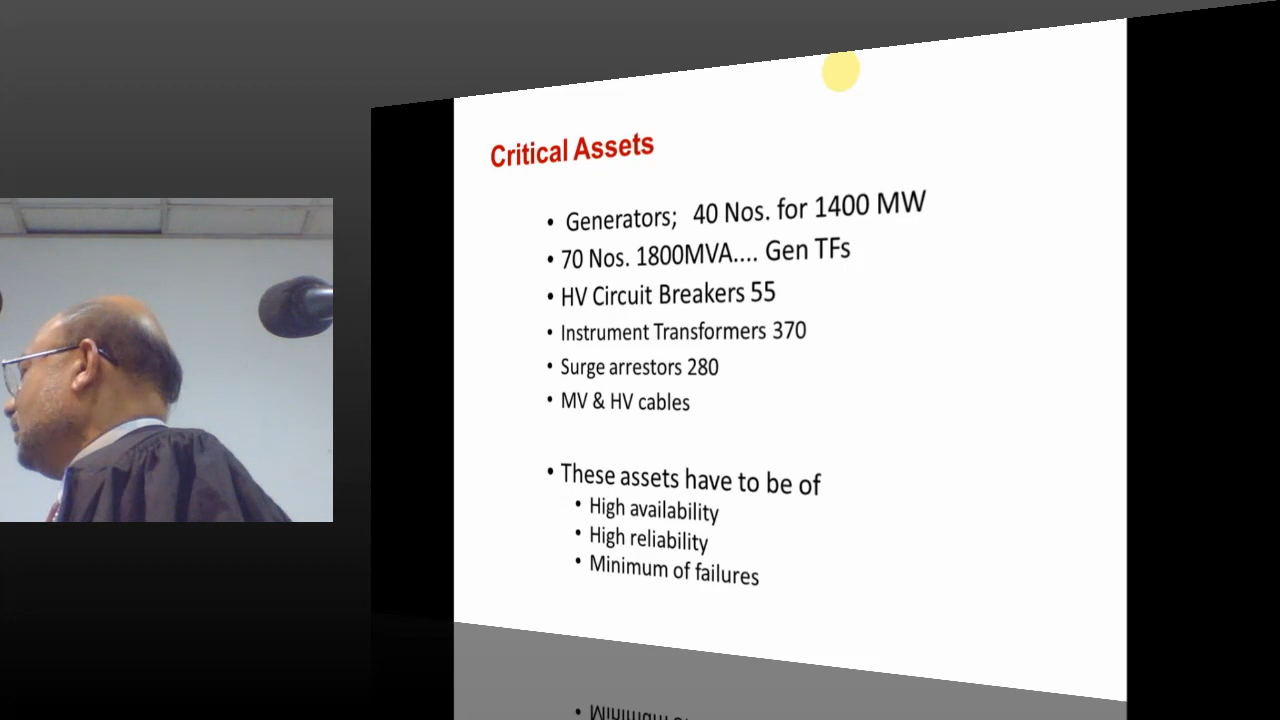 Critical Assets
• Generators; 40 Nos. for 1400 MW
• 70 Nos. 1800MVA.... Gen TFs
• HV Circuit Breakers 55
• Instrument Transformers 370
• Surge arrestors 280
• MV & HV cables
• These assets have to be of
• High availability
• High reliability
• Minimum of failures